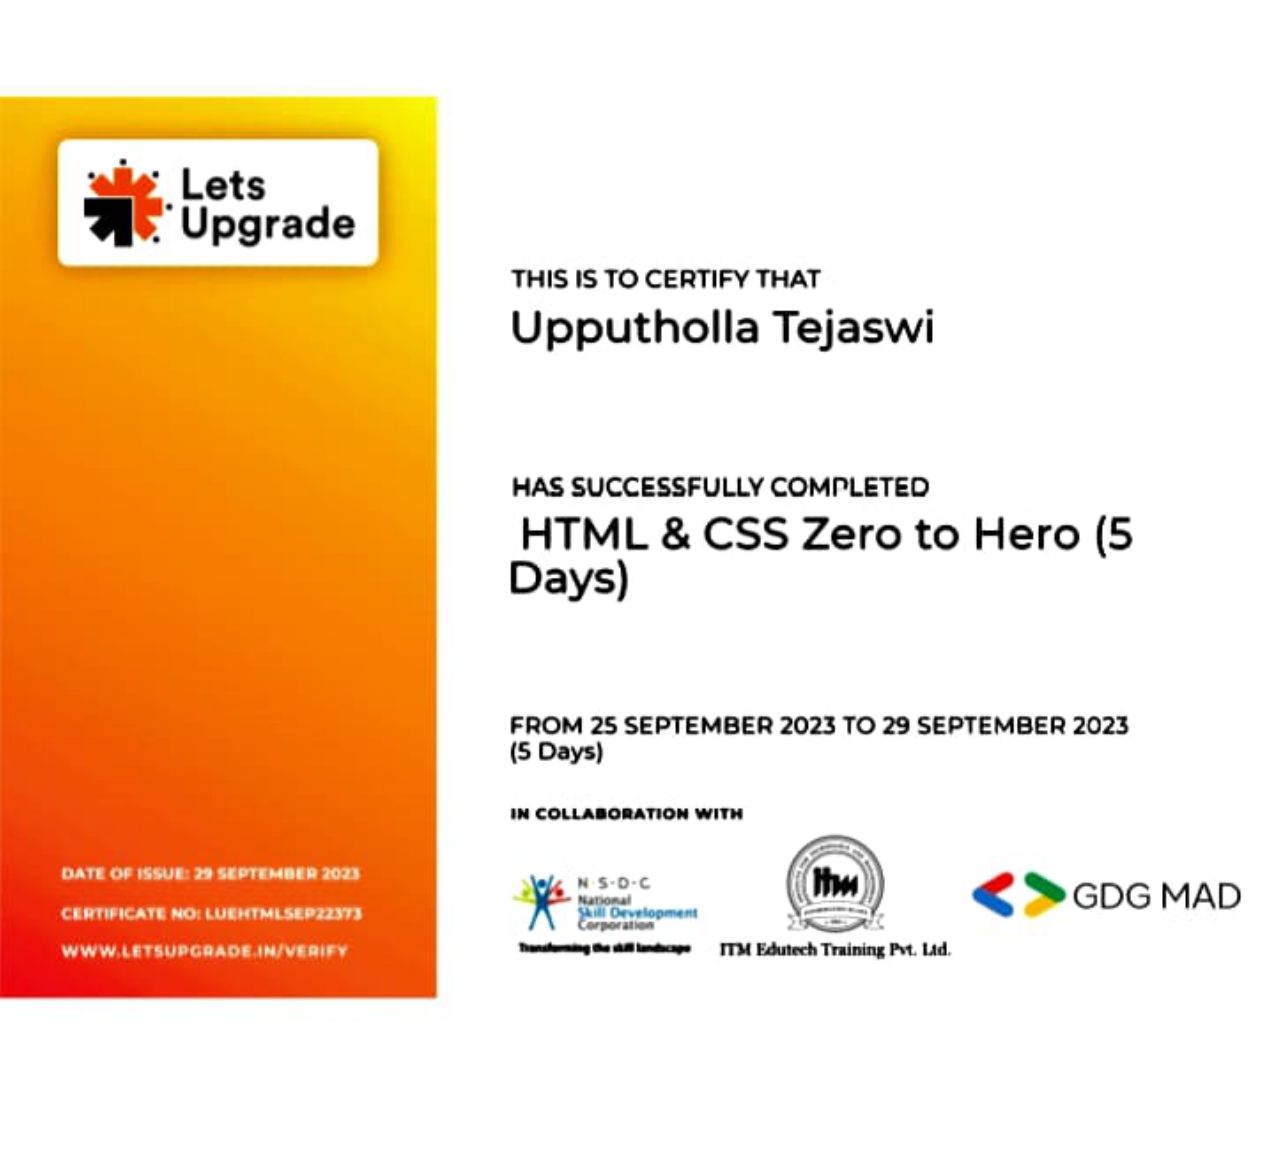 Lets
Upgrade
THIS IS TO CERTIFY THAT
Upputholla Tejaswi
HAS SUCCESSFULLY COMPLETED
HTML & CSS Zero to Hero (5
Days)
FROM 25 SEPTEMBER 2023 TO 29 SEPTEMBER 2023
(5 Days)
IN COLLABORATION WITH
N·S·D·C
National
Skill Development
Corporation
Transforming the skill landscape
itm
ITM Edutech Training Pvt. Ltd.
GDG MAD
DATE OF ISSUE: 29 SEPTEMBER 2023
CERTIFICATE NO: LUEHTMLSEP22373
WWW.LETSUPGRADE.IN/VERIFY